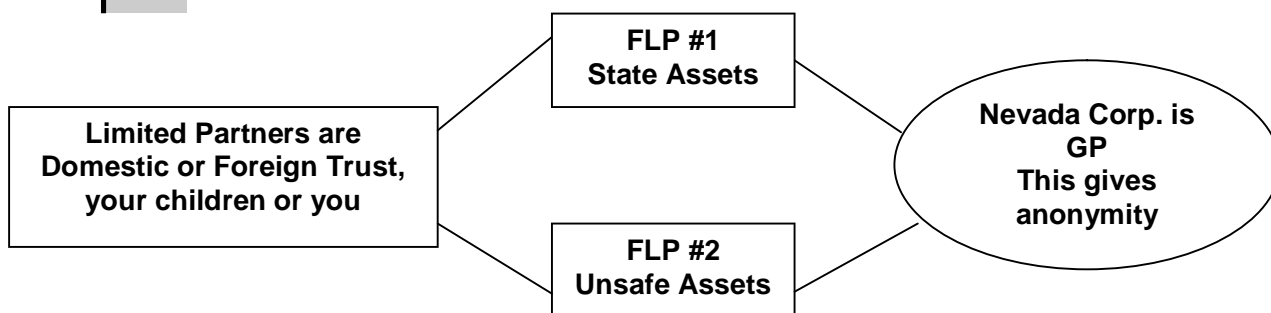 FLP #1
State Assets
Limited Partners are
Domestic or Foreign Trust,
your children or you
Nevada Corp. is
GP
This gives
anonymity
FLP #2
Unsafe Assets